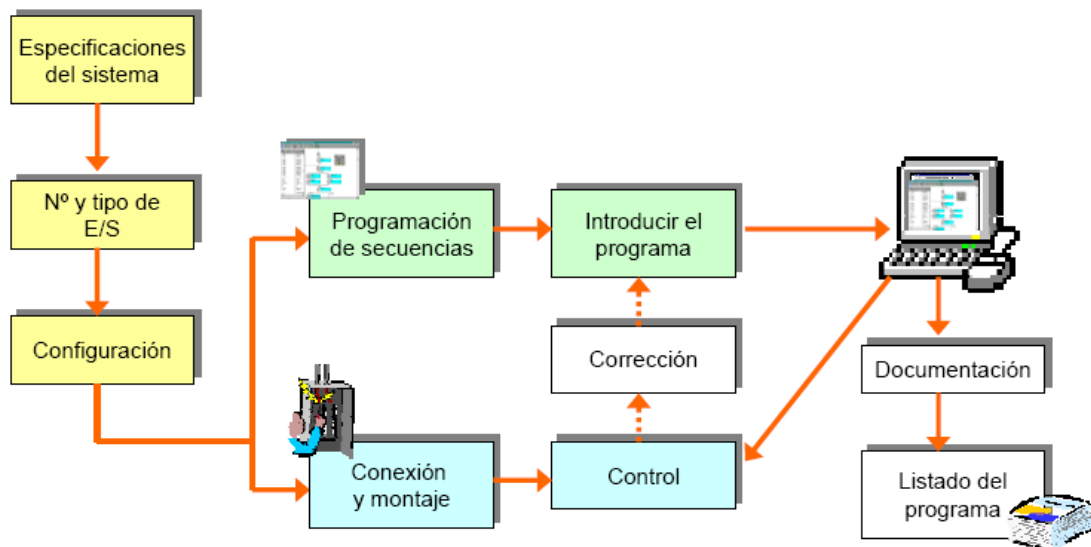 Especificaciones
del sistema
Nº y tipo de
E/S
Configuración
Programación
de secuencias
Introducir el
programa
Corrección
Conexión
y montaje
Control
Documentación
Listado del
programa